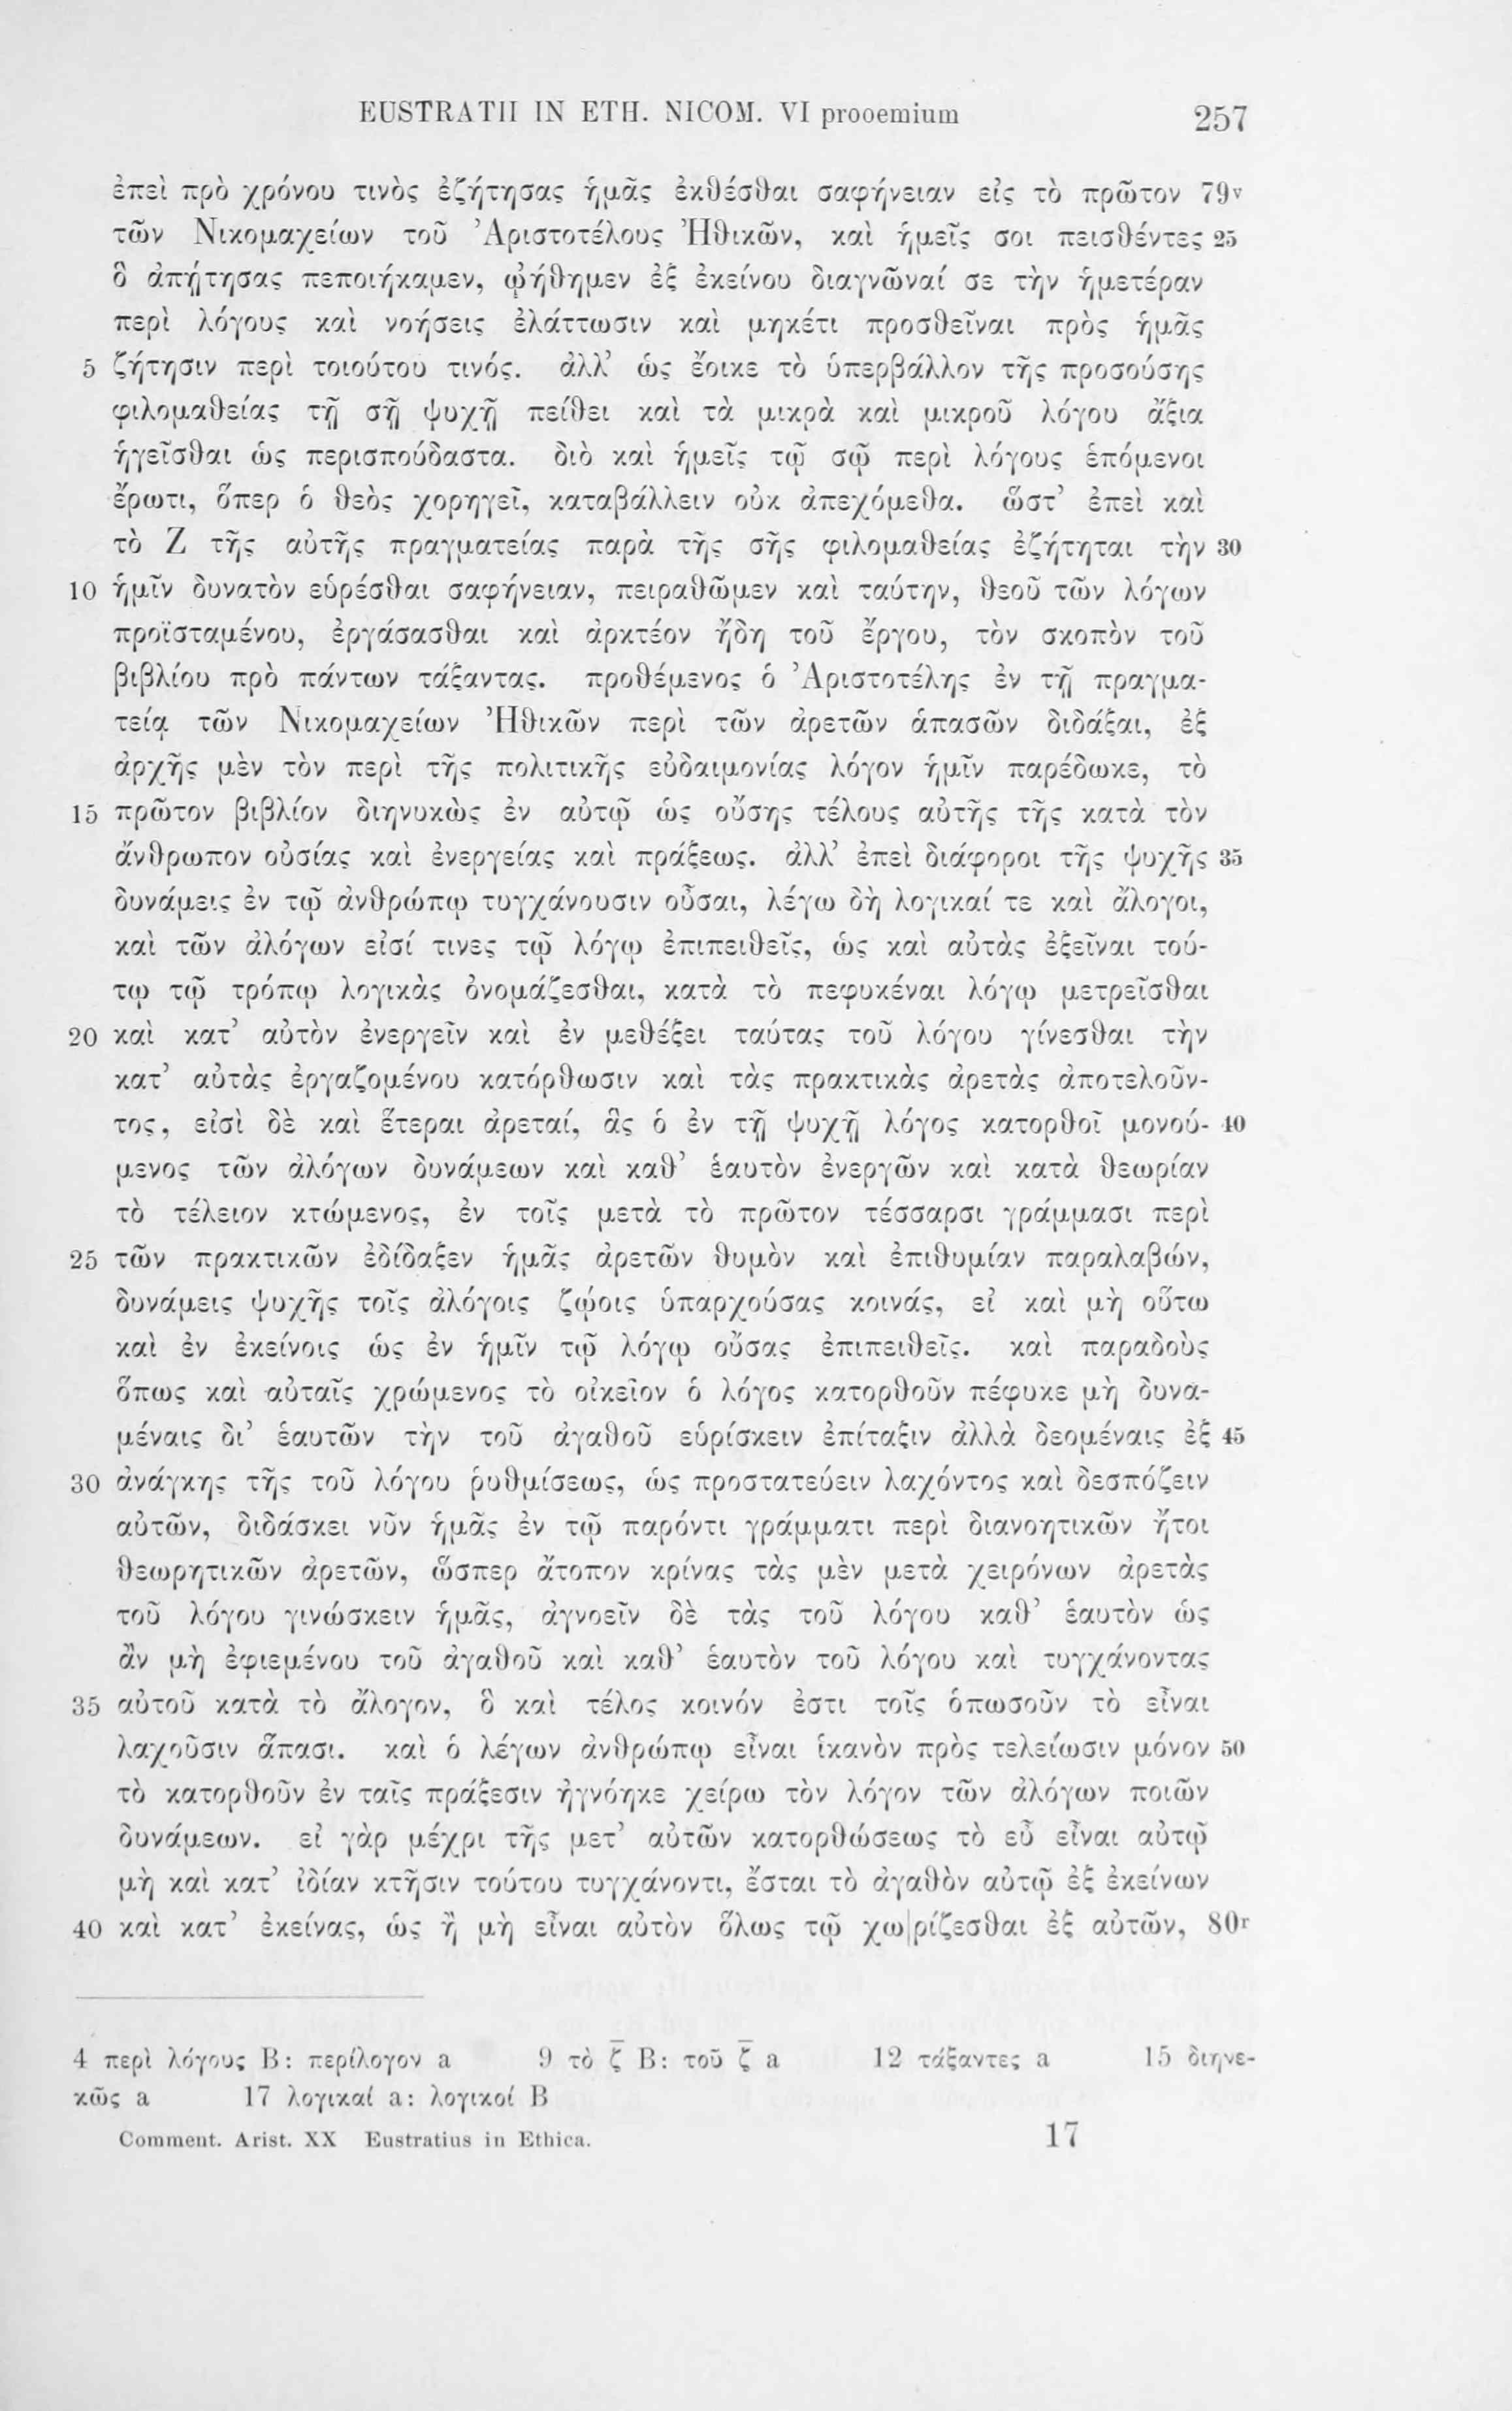 EUSTRATII IN ETH. NICOM. VI prooemium 257
ἐπεὶ πρὸ χρόνου τινὸς ἐζήτησας ἡμᾶς ἐκθέσθαι σαφήνειαν εἰς τὸ πρῶτον 79v
τῶν Νικομαχείων τοῦ Ἀριστοτέλους Ἠθικῶν, καὶ ἡμεῖς σοι πεισθέντες 25
ὃ ἀπῄτησας πεποιήκαμεν, ᾠήθημεν ἐξ ἐκείνου διαγνῶναί σε τὴν ἡμετέραν
περὶ λόγους καὶ νοήσεις ἐλάττωσιν καὶ μηκέτι προσθεῖναι πρὸς ἡμᾶς
5 ζήτησιν περὶ τοιούτου τινός. ἀλλ’ ὡς ἔοικε τὸ ὑπερβάλλον τῆς προσούσης
φιλομαθείας τῇ σῇ ψυχῇ πείθει καὶ τὰ μικρὰ καὶ μικροῦ λόγου ἄξια
ἡγεῖσθαι ὡς περισπούδαστα. διὸ καὶ ἡμεῖς τῷ σῷ περὶ λόγους ἑπόμενοι
ἔρωτι, ὅπερ ὁ θεὸς χορηγεῖ, καταβάλλειν οὐκ ἀπεχόμεθα. ὥστ’ ἐπεὶ καὶ
τὸ Ζ τῆς αὐτῆς πραγματείας παρὰ τῆς σῆς φιλομαθείας ἐζήτηται τὴν 30
10 ἡμῖν δυνατὸν εὑρέσθαι σαφήνειαν, πειραθῶμεν καὶ ταύτην, θεοῦ τῶν λόγων
προϊσταμένου, ἐργάσασθαι καὶ ἀρκτέον ἤδη τοῦ ἔργου, τὸν σκοπὸν τοῦ
βιβλίου πρὸ πάντων τάξαντας. προθέμενος ὁ Ἀριστοτέλης ἐν τῇ πραγμα-
τείᾳ τῶν Νικομαχείων Ἠθικῶν περὶ τῶν ἀρετῶν ἁπασῶν διδάξαι, ἐξ
ἀρχῆς μὲν τὸν περὶ τῆς πολιτικῆς εὐδαιμονίας λόγον ἡμῖν παρέδωκε, τὸ
15 πρῶτον βιβλίον διηνυκὼς ἐν αὐτῷ ὡς οὔσης τέλους αὐτῆς τῆς κατὰ τὸν
ἄνθρωπον οὐσίας καὶ ἐνεργείας καὶ πράξεως. ἀλλ’ ἐπεὶ διάφοροι τῆς ψυχῆς 35
δυνάμεις ἐν τῷ ἀνθρώπῳ τυγχάνουσιν οὖσαι, λέγω δὴ λογικαί τε καὶ ἄλογοι,
καὶ τῶν ἀλόγων εἰσί τινες τῷ λόγῳ ἐπιπειθεῖς, ὡς καὶ αὐτὰς ἐξεῖναι τού-
τῳ τῷ τρόπῳ λογικὰς ὀνομάζεσθαι, κατὰ τὸ πεφυκέναι λόγῳ μετρεῖσθαι
20 καὶ κατ’ αὐτὸν ἐνεργεῖν καὶ ἐν μεθέξει ταύτας τοῦ λόγου γίνεσθαι τὴν
κατ’ αὐτὰς ἐργαζομένου κατόρθωσιν καὶ τὰς πρακτικὰς ἀρετὰς ἀποτελοῦν-
τος, εἰσὶ δὲ καὶ ἕτεραι ἀρεταί, ἃς ὁ ἐν τῇ ψυχῇ λόγος κατορθοῖ μονού- 40
μενος τῶν ἀλόγων δυνάμεων καὶ καθ’ ἑαυτὸν ἐνεργῶν καὶ κατὰ θεωρίαν
τὸ τέλειον κτώμενος, ἐν τοῖς μετὰ τὸ πρῶτον τέσσαρσι γράμμασι περὶ
25 τῶν πρακτικῶν ἐδίδαξεν ἡμᾶς ἀρετῶν θυμὸν καὶ ἐπιθυμίαν παραλαβών,
δυνάμεις ψυχῆς τοῖς ἀλόγοις ζῴοις ὑπαρχούσας κοινάς, εἰ καὶ μὴ οὕτω
καὶ ἐν ἐκείνοις ὡς ἐν ἡμῖν τῷ λόγῳ οὔσας ἐπιπειθεῖς. καὶ παραδοὺς
ὅπως καὶ αὐταῖς χρώμενος τὸ οἰκεῖον ὁ λόγος κατορθοῦν πέφυκε μὴ δυνα-
μέναις δι’ ἑαυτῶν τὴν τοῦ ἀγαθοῦ εὑρίσκειν ἐπίταξιν ἀλλὰ δεομέναις ἐξ 45
30 ἀνάγκης τῆς τοῦ λόγου ῥυθμίσεως, ὡς προστατεύειν λαχόντος καὶ δεσπόζειν
αὐτῶν, διδάσκει νῦν ἡμᾶς ἐν τῷ παρόντι γράμματι περὶ διανοητικῶν ἤτοι
θεωρητικῶν ἀρετῶν, ὥσπερ ἄτοπον κρίνας τὰς μὲν μετὰ χειρόνων ἀρετὰς
τοῦ λόγου γινώσκειν ἡμᾶς, ἀγνοεῖν δὲ τὰς τοῦ λόγου καθ’ ἑαυτὸν ὡς
ἂν μὴ ἐφιεμένου τοῦ ἀγαθοῦ καὶ καθ’ ἑαυτὸν τοῦ λόγου καὶ τυγχάνοντας
35 αὐτοῦ κατὰ τὸ ἄλογον, ὃ καὶ τέλος κοινόν ἐστι τοῖς ὁπωσοῦν τὸ εἶναι
λαχοῦσιν ἅπασι. καὶ ὁ λέγων ἀνθρώπῳ εἶναι ἱκανὸν πρὸς τελείωσιν μόνον 50
τὸ κατορθοῦν ἐν ταῖς πράξεσιν ἠγνόηκε χείρω τὸν λόγον τῶν ἀλόγων ποιῶν
δυνάμεων. εἰ γὰρ μέχρι τῆς μετ’ αὐτῶν κατορθώσεως τὸ εὖ εἶναι αὐτῷ
μὴ καὶ κατ’ ἰδίαν κτῆσιν τούτου τυγχάνοντι, ἔσται τὸ ἀγαθὸν αὐτῷ ἐξ ἐκείνων
40 καὶ κατ’ ἐκείνας, ὡς ἢ μὴ εἶναι αὐτὸν ὅλως τῷ χω|ρίζεσθαι ἐξ αὐτῶν, 80r
4 περὶ λόγους B: περίλογον a 9 τὸ ζ̅ B: τοῦ ζ̅ a 12 τάξαντες a 15 διηνε-
κῶς a 17 λογικαί a: λογικοί B
Comment. Arist. XX Eustratius in Ethica. 17